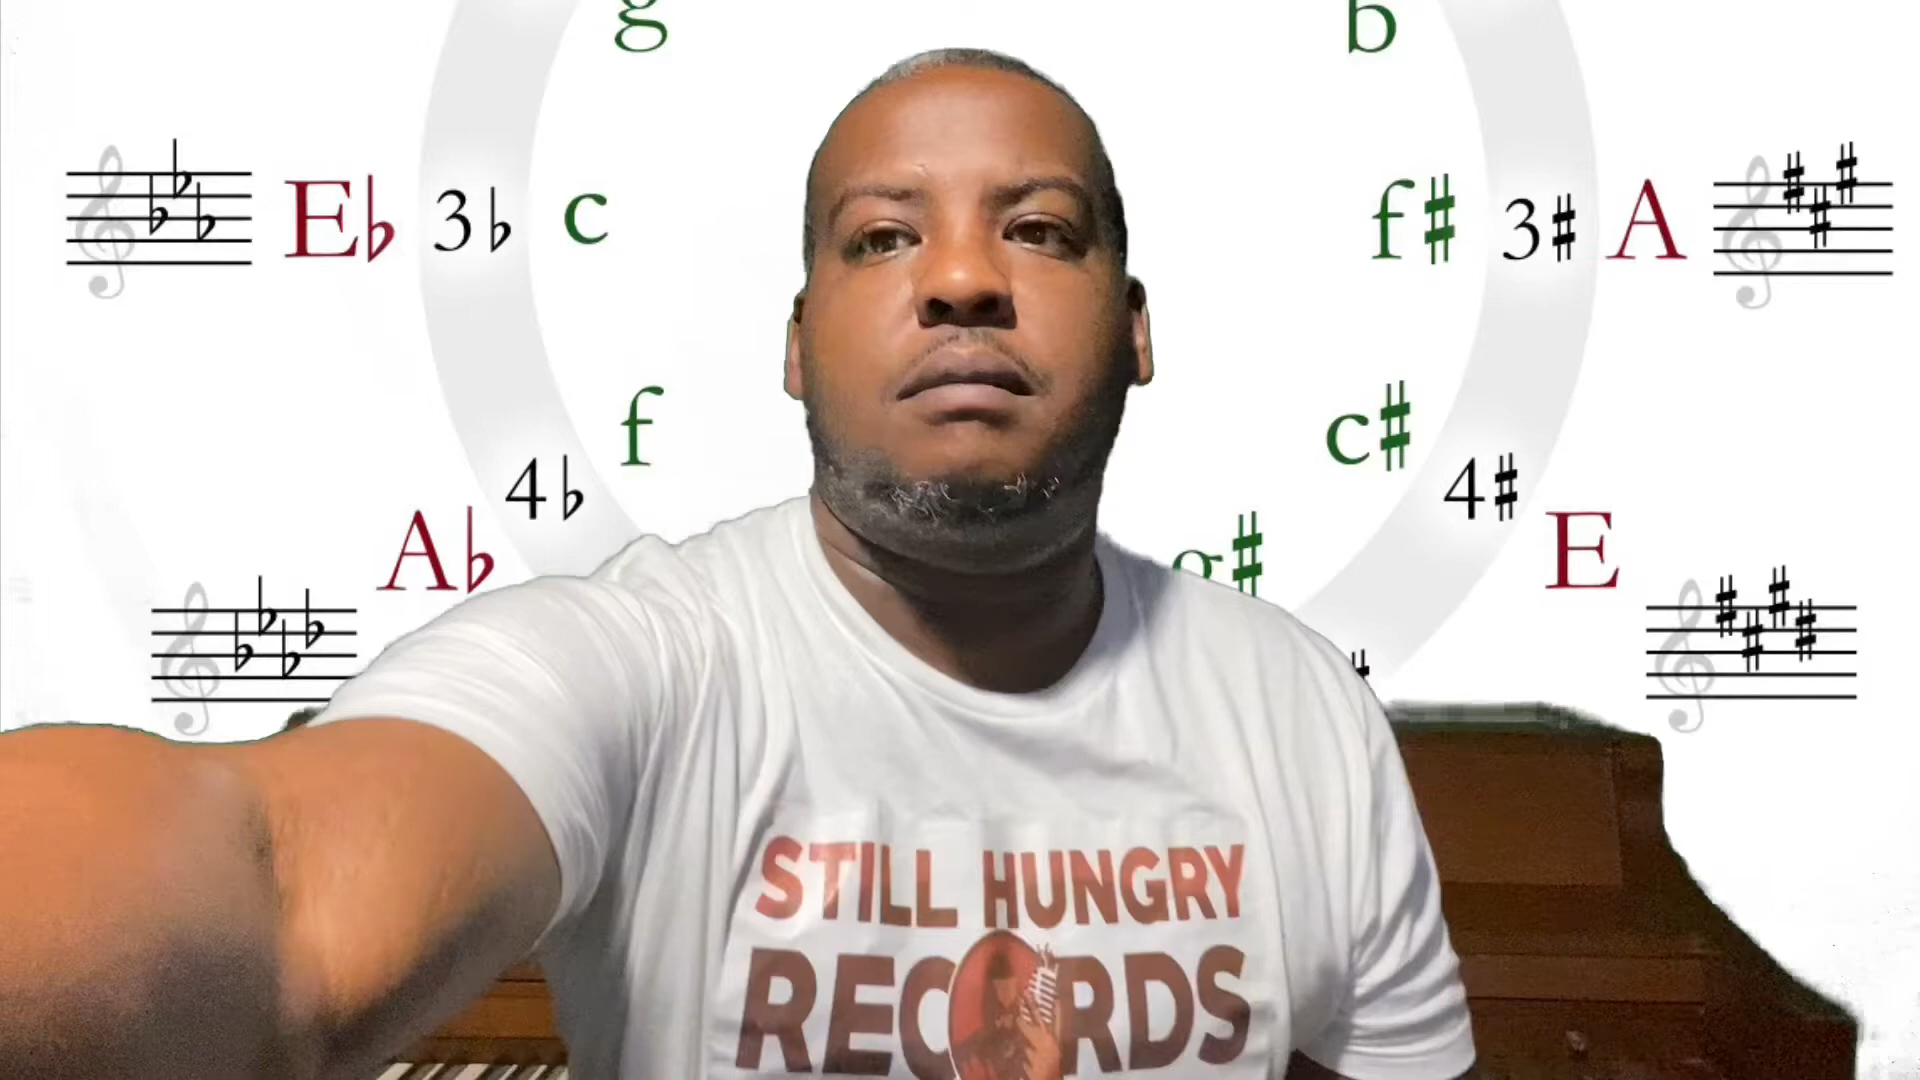 g b
E♭ 3♭ c f♯ 3♯ A
f c♯
4♭ 4♯
A♭ g♯ E
♯
STILL HUNGRY
RECORDS